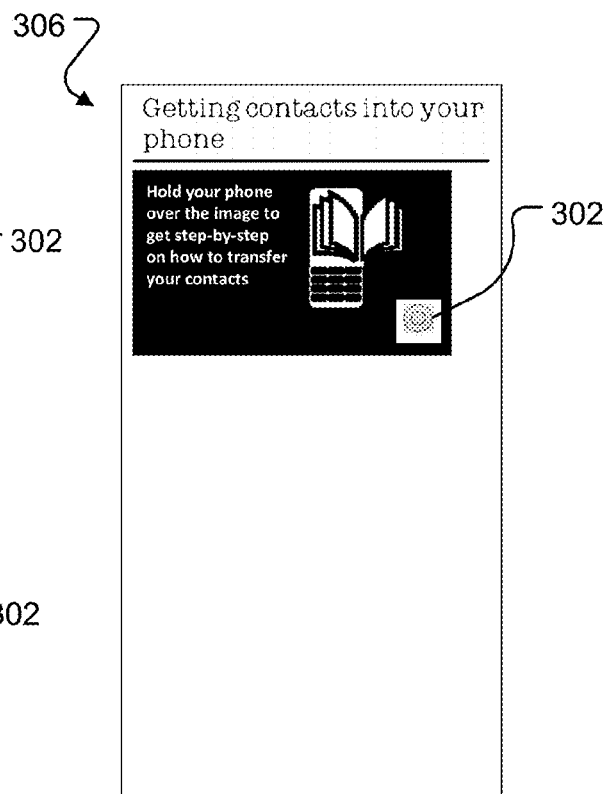 306
Getting contacts into your
phone
Hold your phone
over the image to
get step-by-step
on how to transfer
your contacts
302
302
302